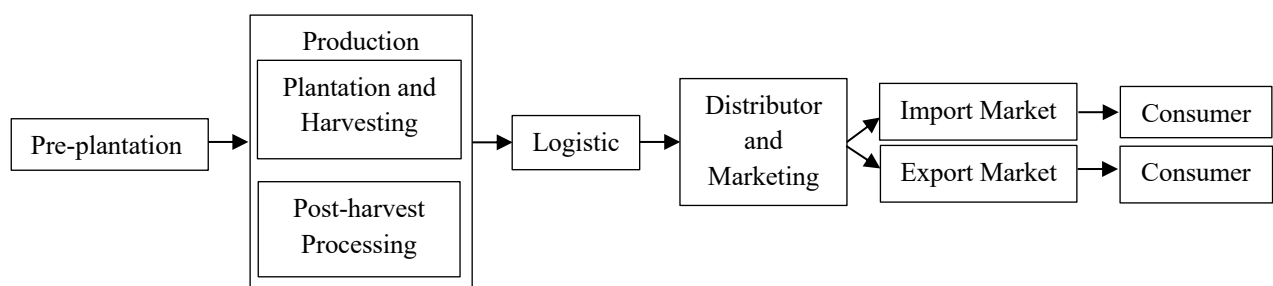 Pre-plantation
Production
Plantation and
Harvesting
Post-harvest
Processing
Logistic
Distributor
and
Marketing
Import Market
Consumer
Export Market
Consumer